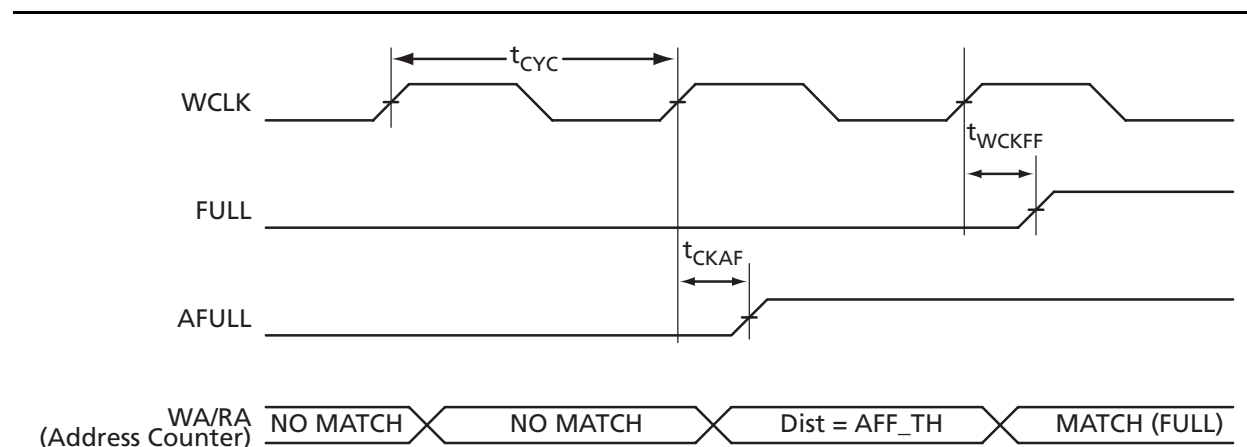 tCYC
WCLK
tWCKFF
FULL
tCKAF
AFULL
WA/RA
(Address Counter)
NO MATCH
NO MATCH
Dist = AFF_TH
MATCH (FULL)